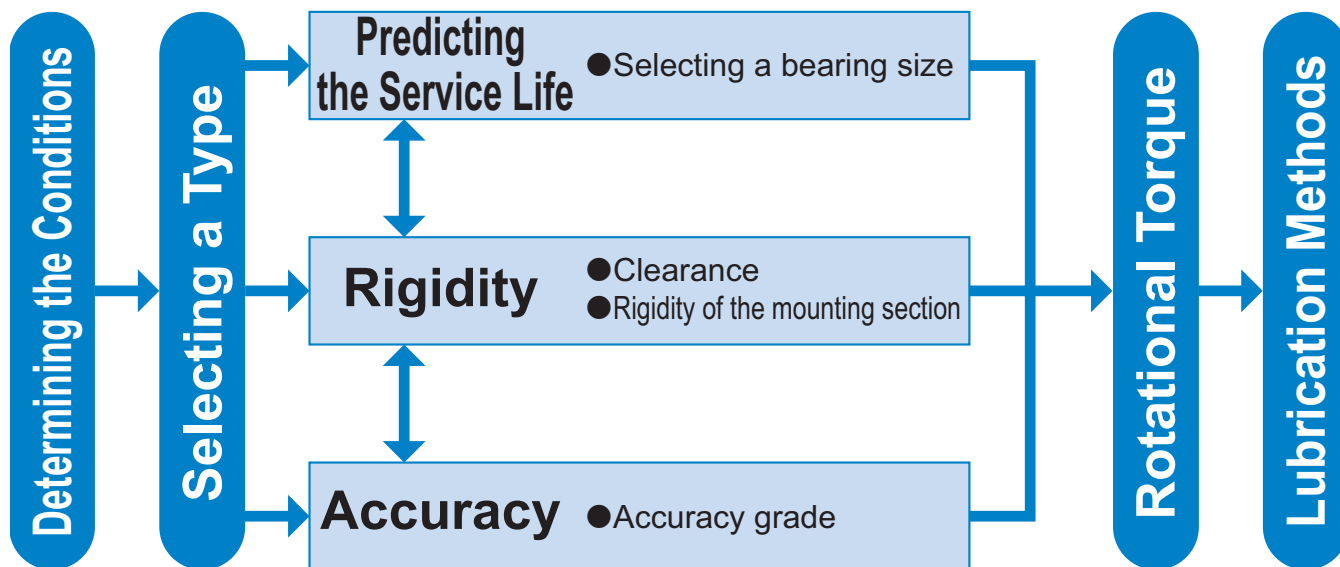 Determining the Conditions
Selecting a Type
Predicting
the Service Life
●Selecting a bearing size
Rigidity
●Clearance
●Rigidity of the mounting section
Accuracy
●Accuracy grade
Rotational Torque
Lubrication Methods